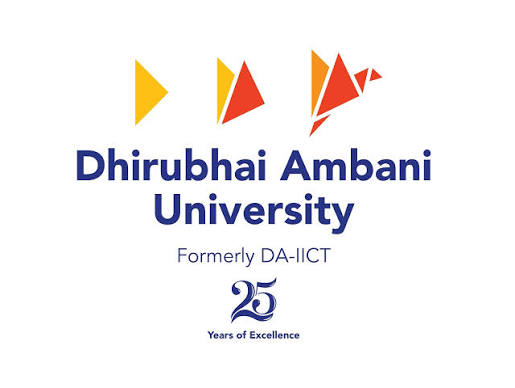 Dhirubhai Ambani
University
Formerly DA-IICT
25
Years of Excellence